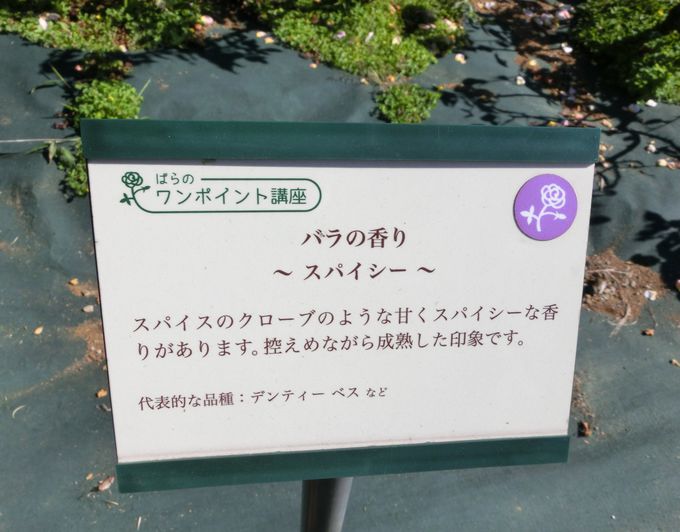 ばらの
ワンポイント講座
バラの香り
～ スパイシー ～
スパイスのクローブのような甘くスパイシーな香
りがあります。控えめながら成熟した印象です。
代表的な品種：デンティー ベス など